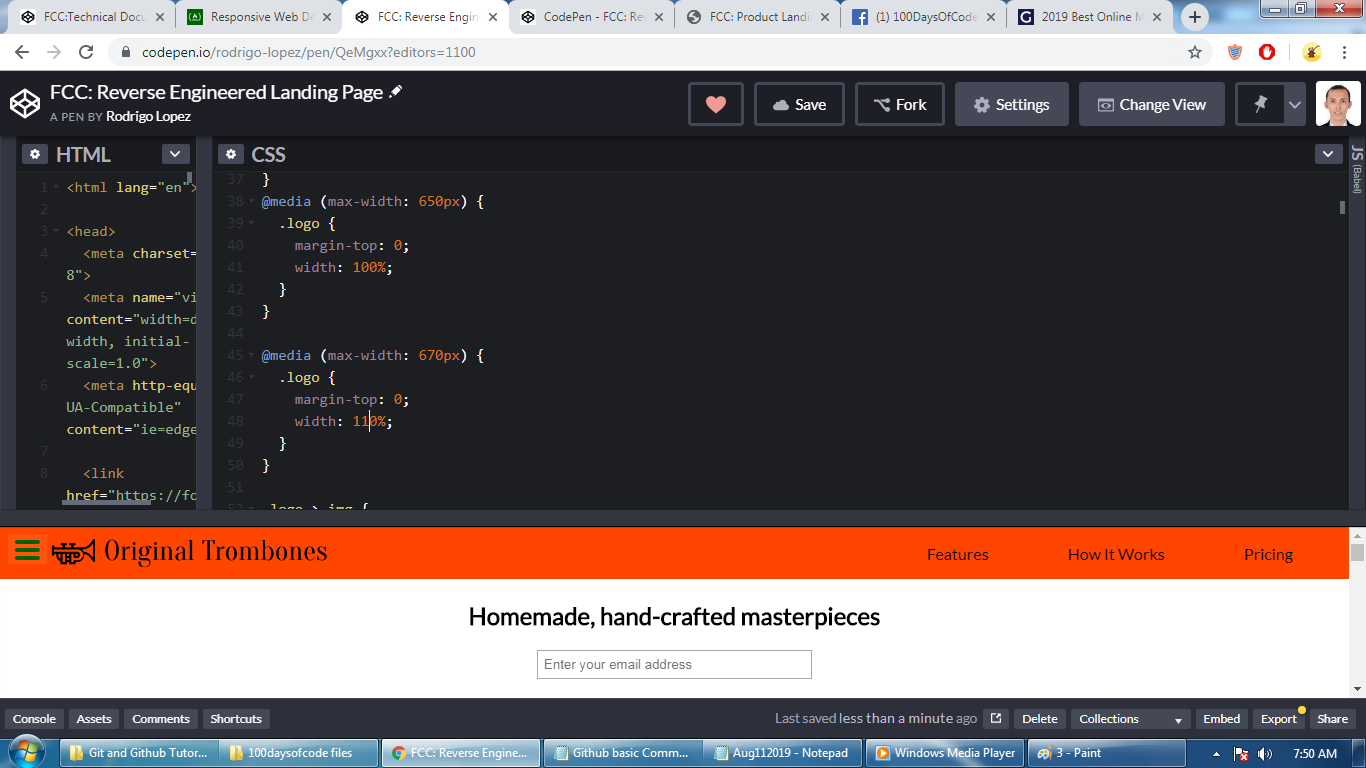 FCC:Technical Docu
Responsive Web De
FCC: Reverse Engin
CodePen - FCC: Re
FCC: Product Landi
(1) 100DaysOfCode
2019 Best Online M
codepen.io/rodrigo-lopez/pen/QeMgxx?editors=1100
FCC: Reverse Engineered Landing Page
A PEN BY Rodrigo Lopez
Save
Fork
Settings
Change View
HTML
CSS
JS (Babel)
1 <html lang="en">
2
3 <head>
4 <meta charset=
8">
5 <meta name="vi
content="width=d
width, initial-
scale=1.0">
6 <meta http-equ
UA-Compatible"
content="ie=edge
7
8 <link
href="https://fo
37 }
38 @media (max-width: 650px) {
39 .logo {
40 margin-top: 0;
41 width: 100%;
42 }
43 }
44
45 @media (max-width: 670px) {
46 .logo {
47 margin-top: 0;
48 width: 110%;
49 }
50 }
51
52 .logo > img {
Original Trombones
Features
How It Works
Pricing
Homemade, hand-crafted masterpieces
Enter your email address
Console
Assets
Comments
Shortcuts
Last saved less than a minute ago
Delete
Collections
Embed
Export
Share
Git and Github Tutor...
100daysofcode files
FCC: Reverse Engine...
Github basic Comm...
Aug112019 - Notepad
Windows Media Player
3 - Paint
7:50 AM